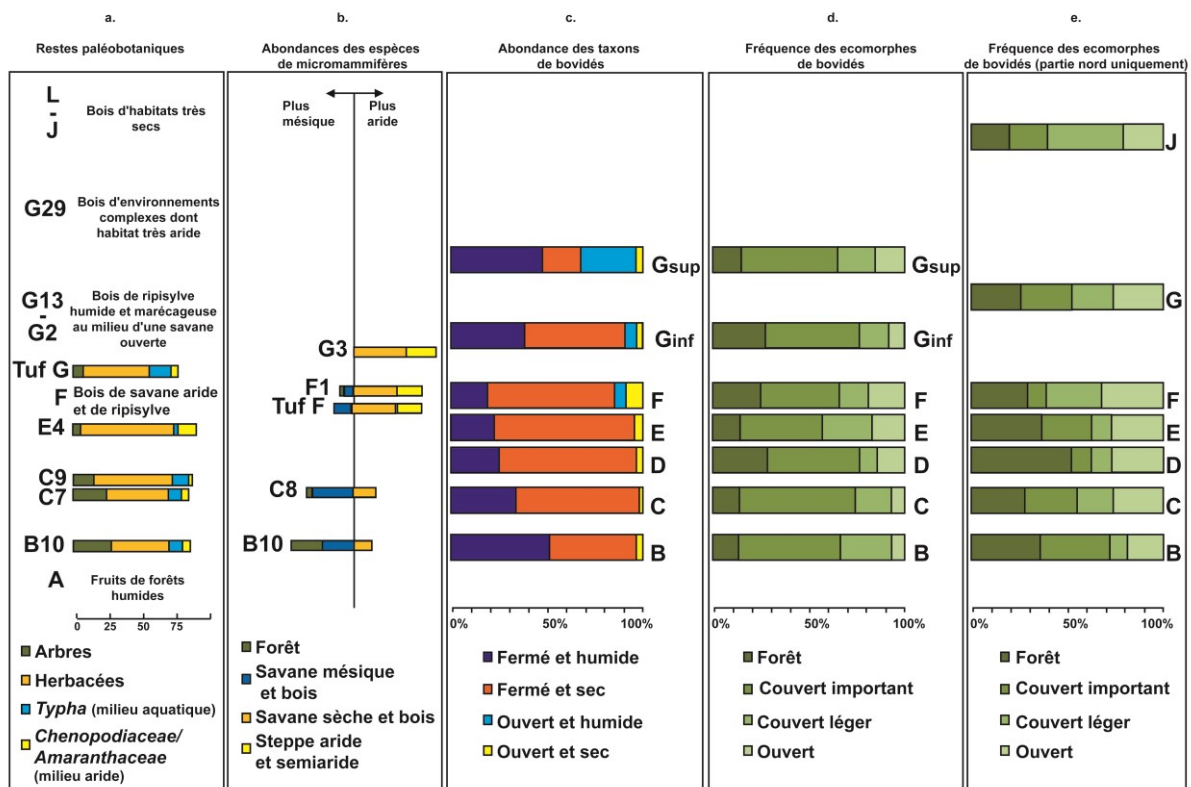 a.
Restes paléobotaniques
L
-
J
Bois d'habitats très
secs
G29
Bois d'environnements
complexes dont
habitat très aride
G13
-
G2
Bois de ripisylve
humide et marécageuse
au milieu d'une savane
ouverte
Tuf G
F
Bois de savane aride
et de ripisylve
E4
C9
C7
B10
A
Fruits de forêts
humides
0 25 50 75
Arbres
Herbacées
Typha (milieu aquatique)
Chenopodiaceae/
Amaranthaceae
(milieu aride)
b.
Abondances des espèces
de micromammifères
Plus
mésique
Plus
aride
G3
F1
Tuf F
C8
B10
Forêt
Savane mésique
et bois
Savane sèche et bois
Steppe aride
et semiaride
c.
Abondance des taxons
de bovidés
Gsup
Ginf
F
E
D
C
B
0% 50% 100%
Fermé et humide
Fermé et sec
Ouvert et humide
Ouvert et sec
d.
Fréquence des ecomorphes
de bovidés
Gsup
Ginf
F
E
D
C
B
0% 50% 100%
Forêt
Couvert important
Couvert léger
Ouvert
e.
Fréquence des ecomorphes
de bovidés (partie nord uniquement)
J
G
F
E
D
C
B
0% 50% 100%
Forêt
Couvert important
Couvert léger
Ouvert